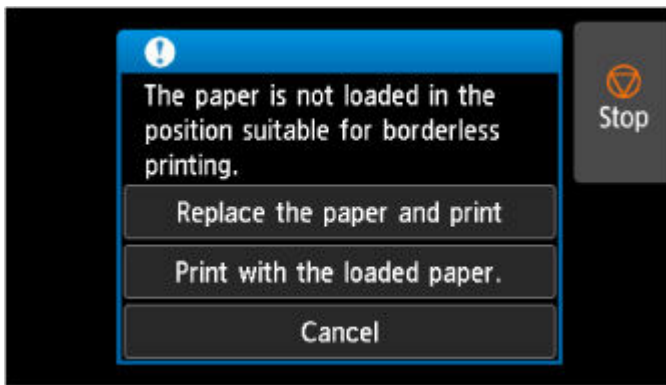 The paper is not loaded in the
position suitable for borderless
printing.
Stop
Replace the paper and print
Print with the loaded paper.
Cancel